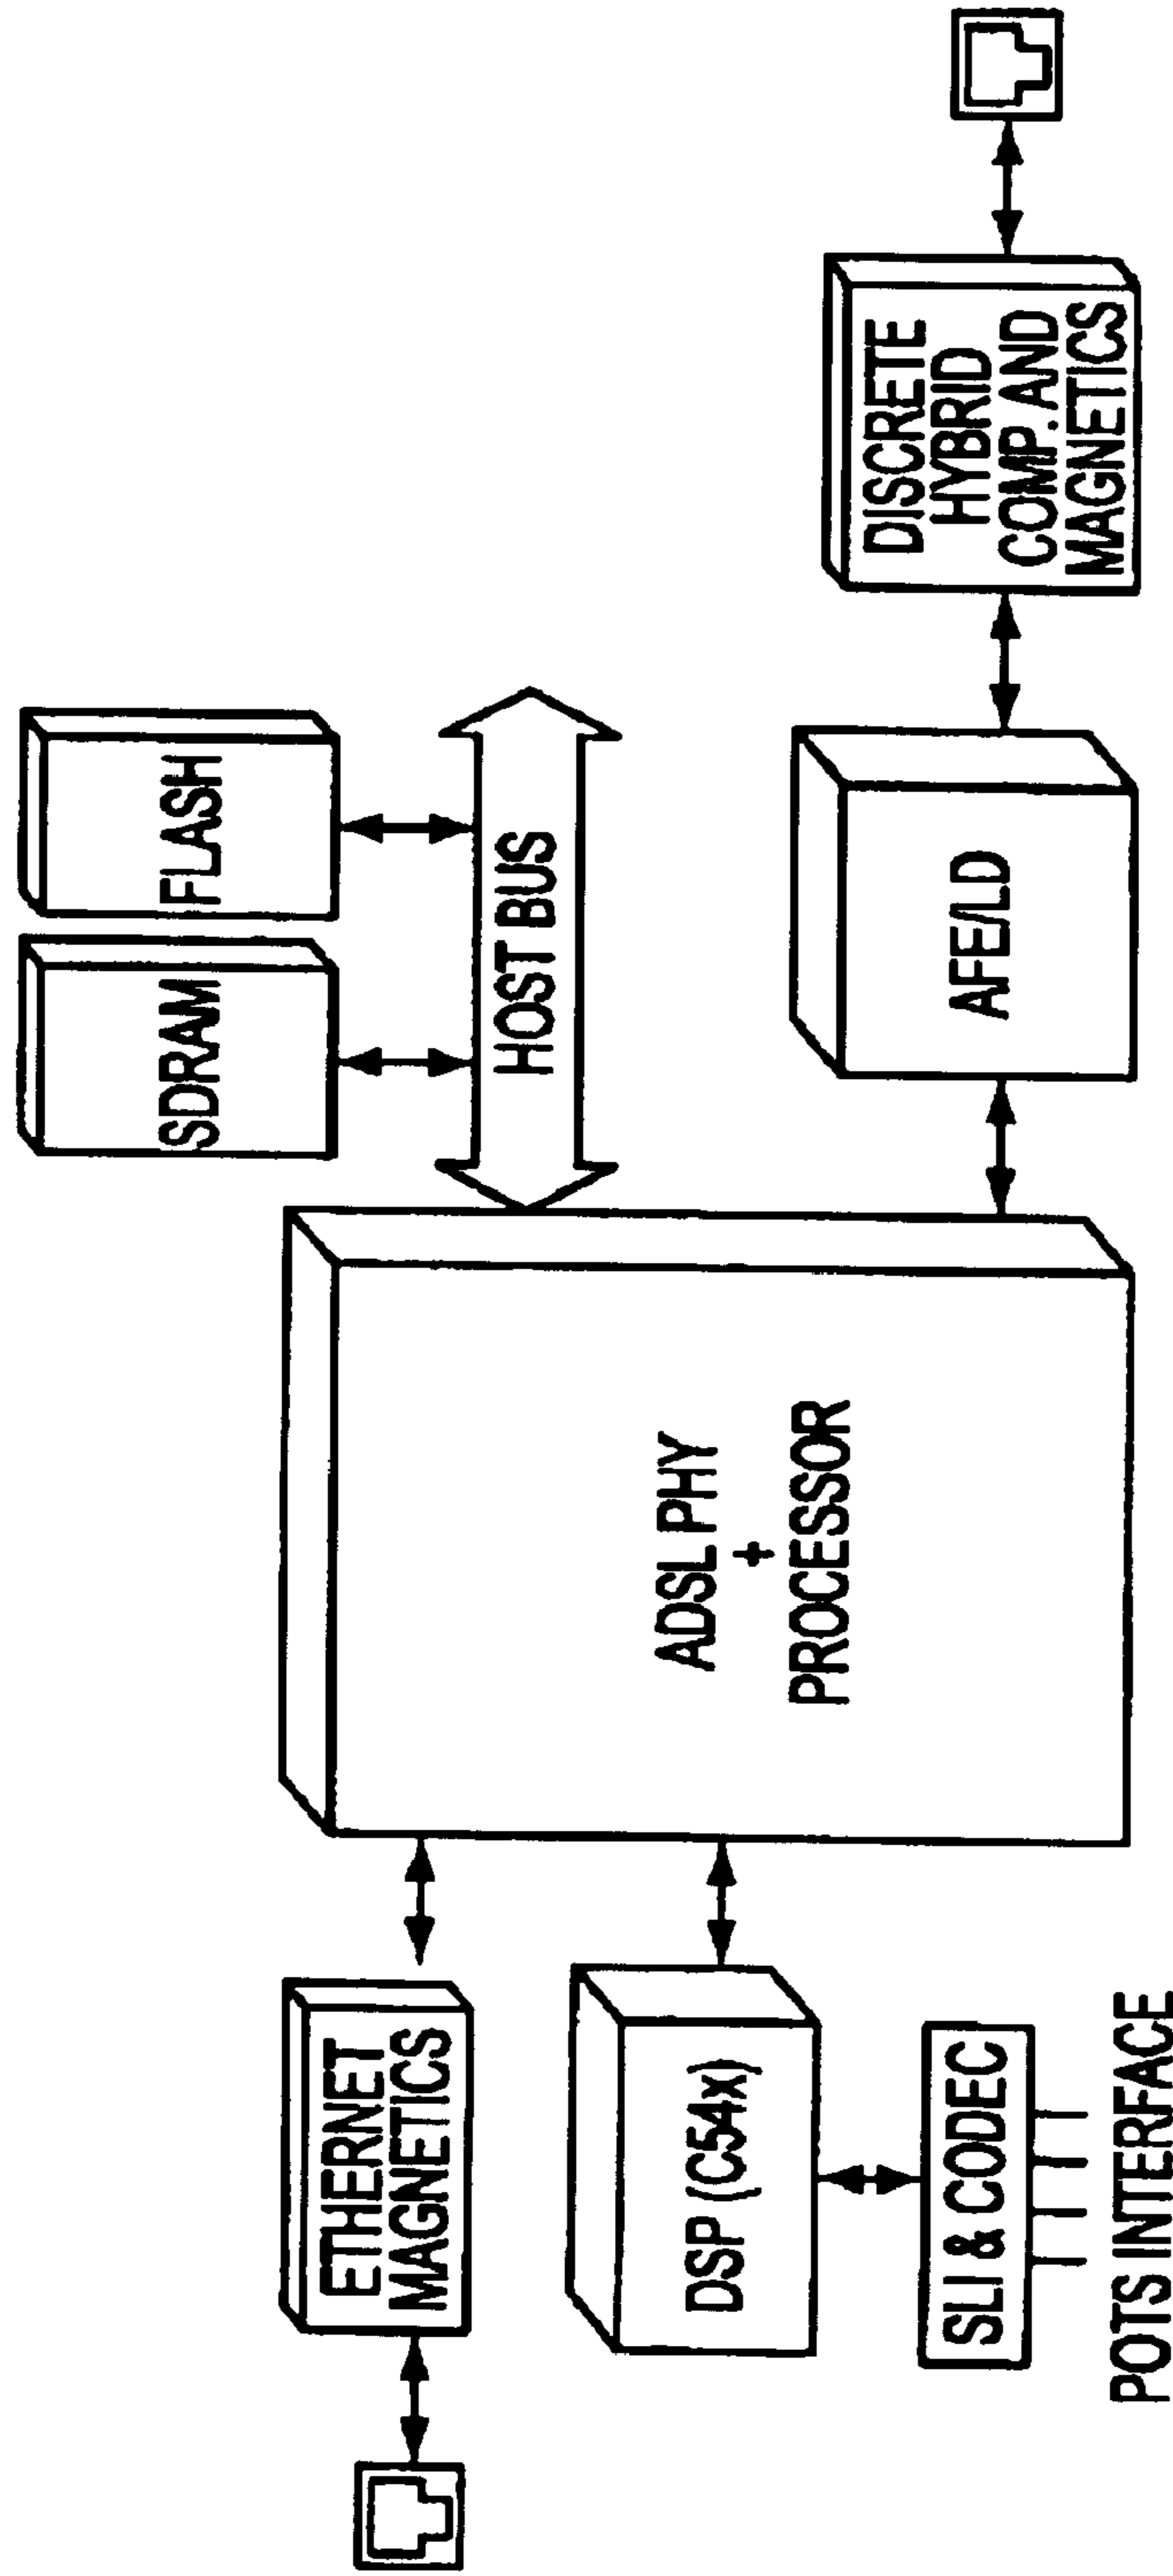 SDRAM
FLASH
HOST BUS
ETHERNET
MAGNETICS
ADSL PHY
+
PROCESSOR
DSP (C54x)
AFE/LD
DISCRETE
HYBRID
COMP. AND
MAGNETICS
SLI & CODEC
POTS INTERFACE